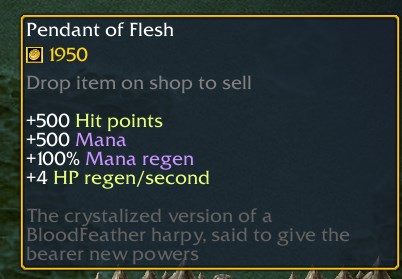 Pendant of Flesh
1950
Drop item on shop to sell
+500 Hit points
+500 Mana
+100% Mana regen
+4 HP regen/second
The crystalized version of a
BloodFeather harpy, said to give the
bearer new powers